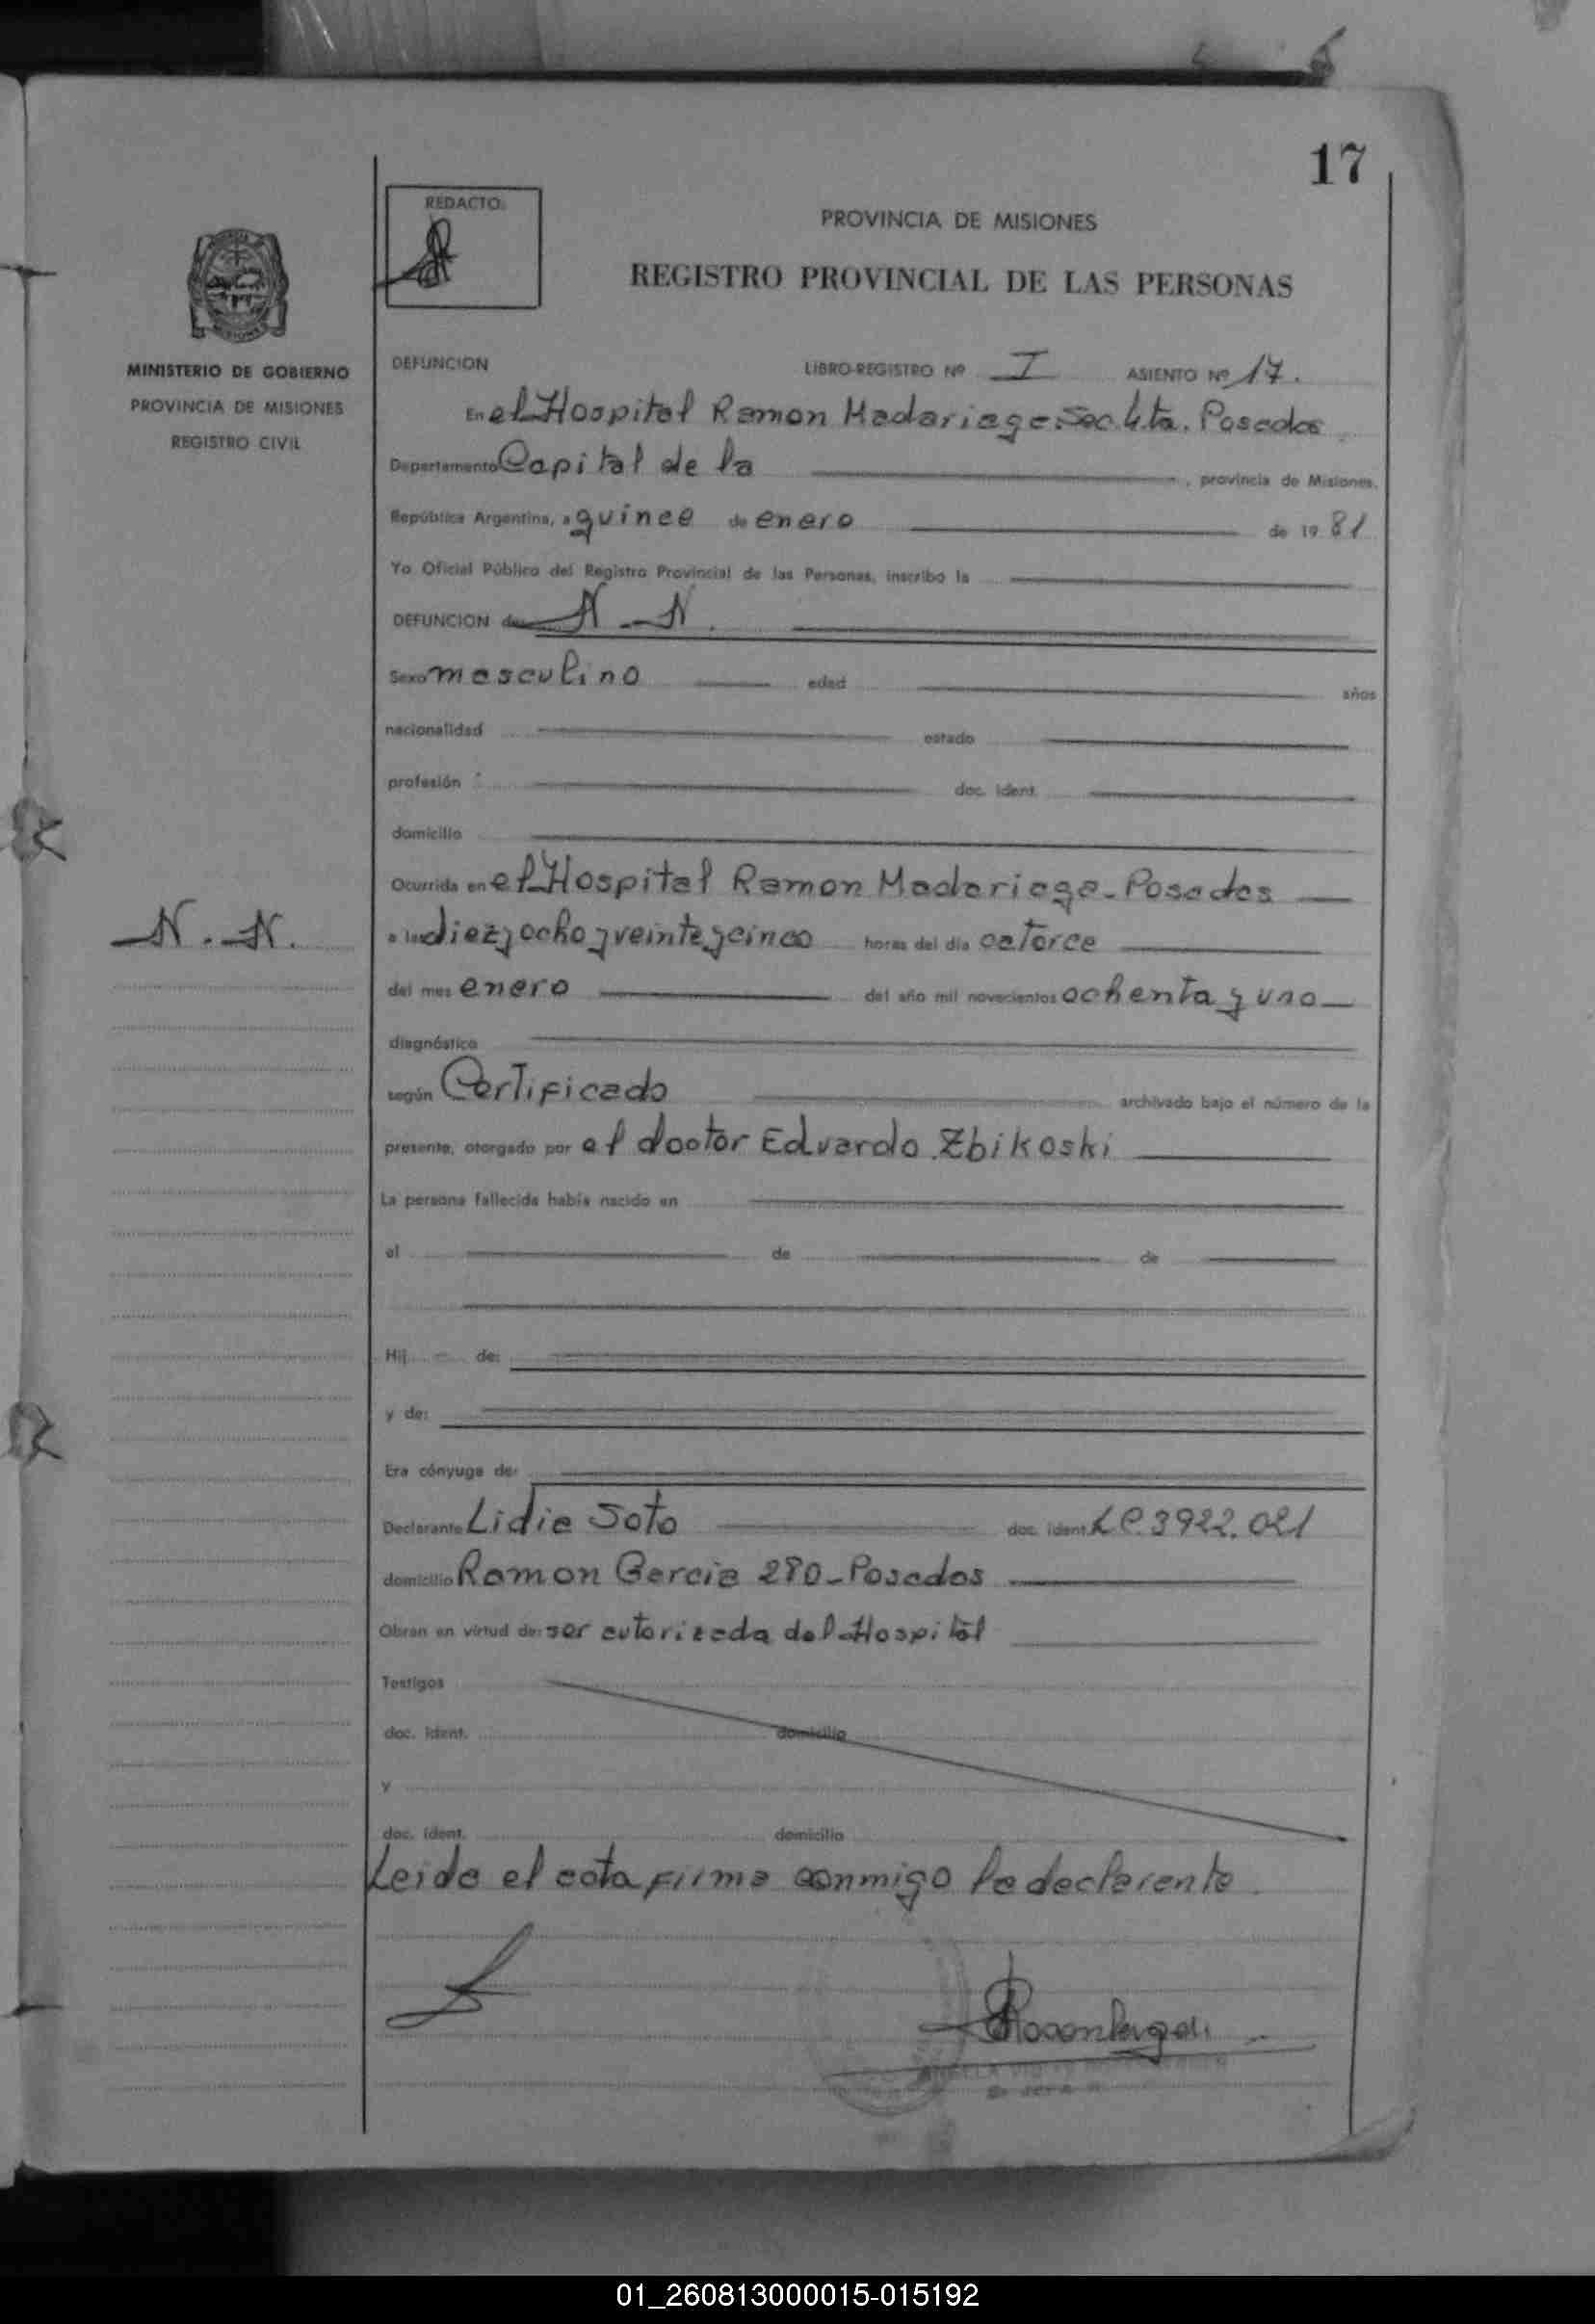 17
REDACTO:
PROVINCIA DE MISIONES
REGISTRO PROVINCIAL DE LAS PERSONAS
MINISTERIO DE GOBIERNO
PROVINCIA DE MISIONES
REGISTRO CIVIL
DEFUNCION LIBRO-REGISTRO Nº I ASIENTO Nº 17.
En el Hospital Ramon Madariaga-Sec. 4ta. Posadas
Departamento Capital de la , provincia de Misiones,
República Argentina, a quince de enero de 19 81
Yo Oficial Público del Registro Provincial de las Personas, inscribo la
DEFUNCION de N. N.
Sexo masculino edad años
nacionalidad estado
profesión doc. ident.
domicilio
Ocurrida en el Hospital Ramon Madariaga-Posadas
N. N.
a las diez y ocho y veinte y cinco horas del día catorce
del mes enero del año mil novecientos ochenta y uno
diagnóstico
según Certificado archivado bajo el número de la
presente, otorgado por el doctor Eduardo Zbikoski
La persona fallecida había nacido en
el de de
Hij de:
y de:
Era cónyuge de:
Declarante Lidia Soto doc. ident. L.C. 3922.021
domicilio Ramon Garcia 280-Posadas
Obran en virtud de: ser autorizada del Hospital
Testigos
doc. ident. domicilio
y
doc. ident. domicilio
Leida el acta firma conmigo la declarante
01_260813000015-015192